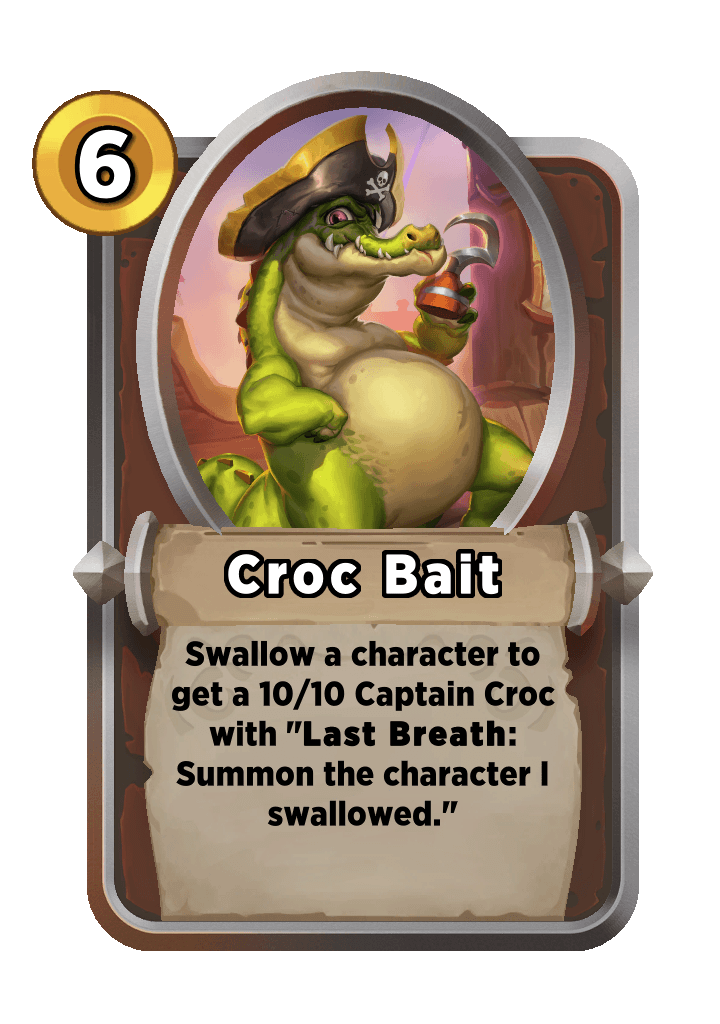 6
Croc Bait
Swallow a character to
get a 10/10 Captain Croc
with "Last Breath:
Summon the character I
swallowed."